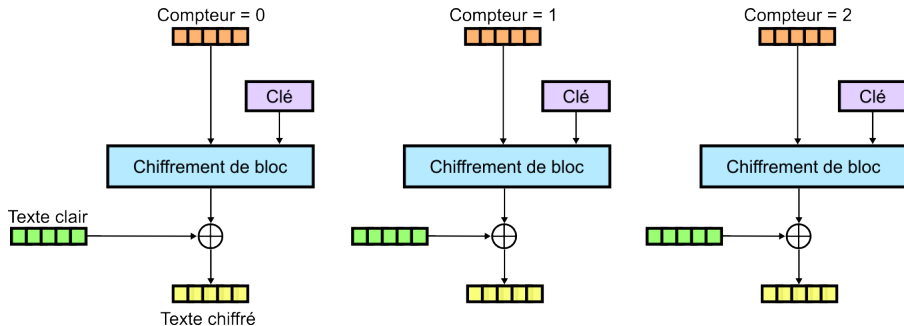 Compteur = 0
Compteur = 1
Compteur = 2
Clé
Clé
Clé
Chiffrement de bloc
Chiffrement de bloc
Chiffrement de bloc
Texte clair
Texte chiffré